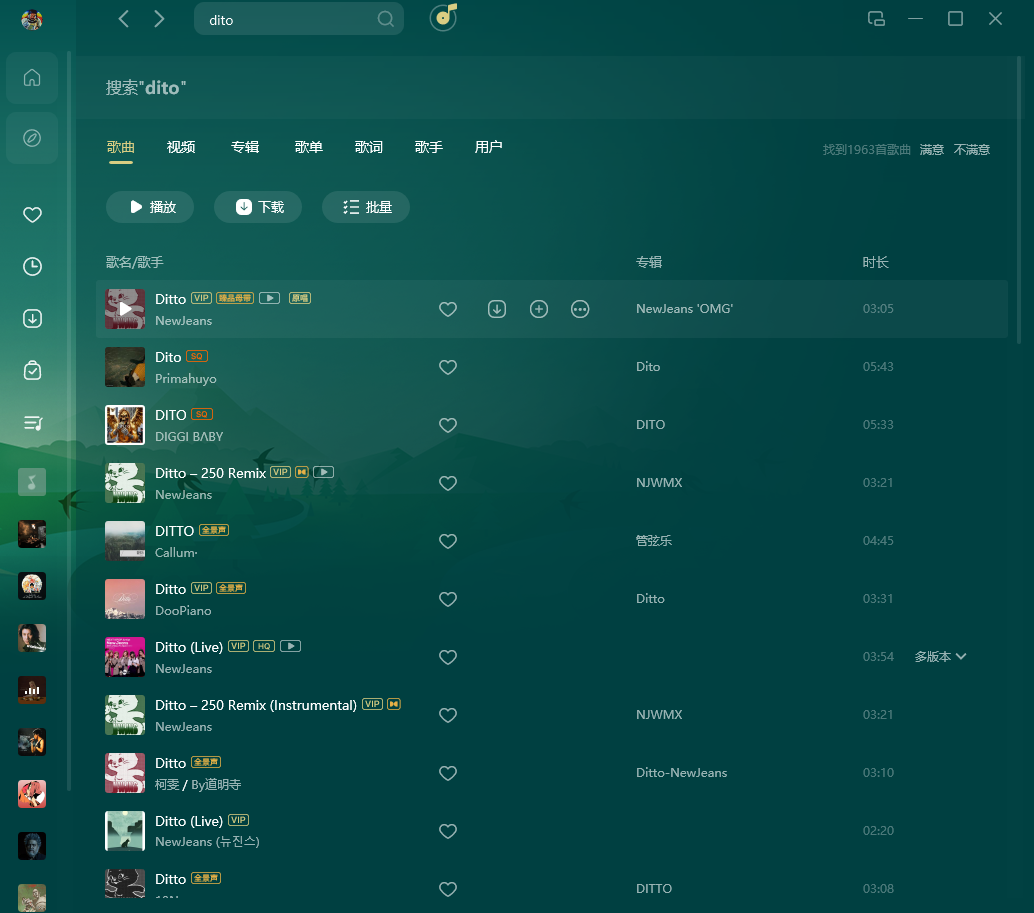 dito
搜索"dito"
歌曲 视频 专辑 歌单 歌词 歌手 用户
找到1963首歌曲 满意 不满意
播放 下载 批量
歌名/歌手 专辑 时长
Ditto VIP 臻品母带 原唱
NewJeans
NewJeans 'OMG' 03:05
Dito SQ
Primahuyo
Dito 05:43
DITO SQ
DIGGI BΛBY
DITO 05:33
Ditto – 250 Remix VIP
NewJeans
NJWMX 03:21
DITTO 全景声
Callum·
管弦乐 04:45
Ditto VIP 全景声
DooPiano
Ditto 03:31
Ditto (Live) VIP HQ
NewJeans
03:54 多版本
Ditto – 250 Remix (Instrumental) VIP
NewJeans
NJWMX 03:21
Ditto 全景声
柯雯 / By道明寺
Ditto-NewJeans 03:10
Ditto (Live) VIP
NewJeans (뉴진스)
02:20
Ditto 全景声
DITTO 03:08